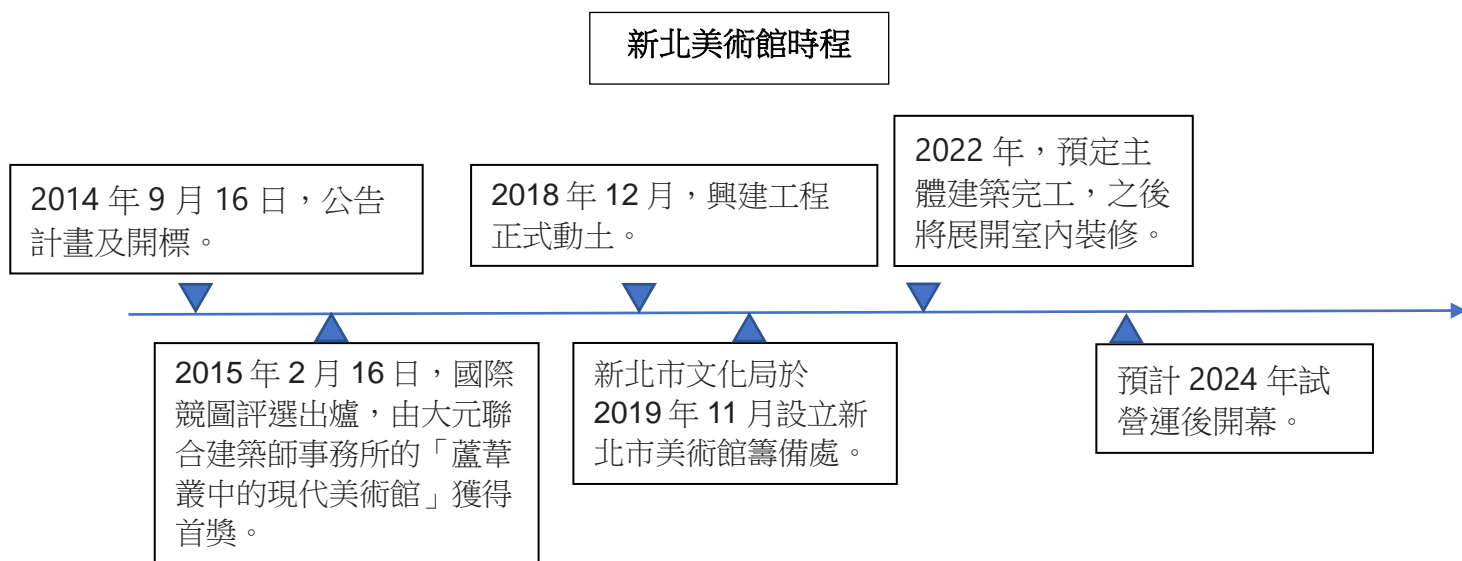 新北美術館時程
2014 年 9 月 16 日，公告
計畫及開標。
2015 年 2 月 16 日，國際
競圖評選出爐，由大元聯
合建築師事務所的「蘆葦
叢中的現代美術館」獲得
首獎。
2018 年 12 月，興建工程
正式動土。
新北市文化局於
2019 年 11 月設立新
北市美術館籌備處。
2022 年，預定主
體建築完工，之後
將展開室內裝修。
預計 2024 年試
營運後開幕。